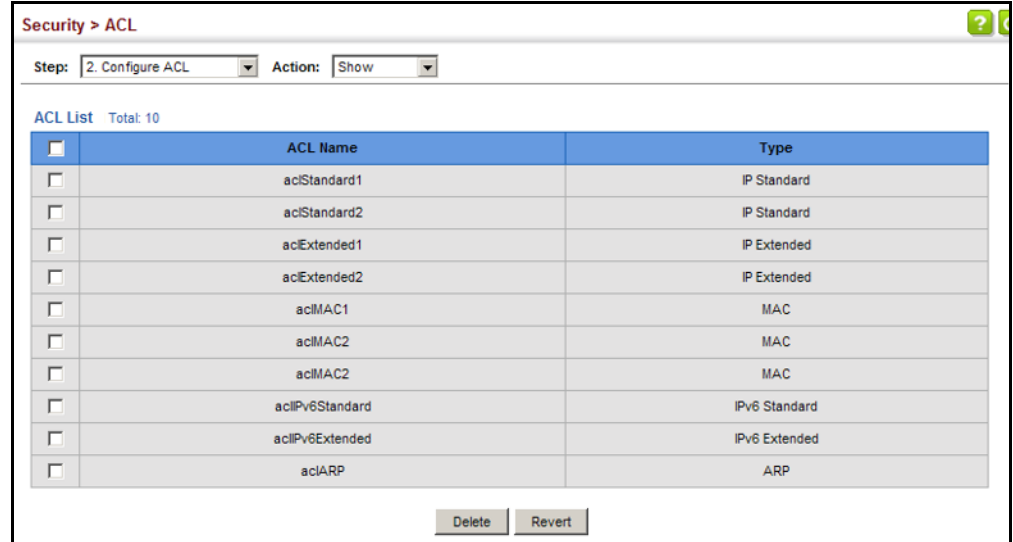 Security > ACL
?
Step: 2. Configure ACL Action: Show
ACL List Total: 10
ACL Name Type
aclStandard1 IP Standard
aclStandard2 IP Standard
aclExtended1 IP Extended
aclExtended2 IP Extended
aclMAC1 MAC
aclMAC2 MAC
aclMAC2 MAC
aclIPv6Standard IPv6 Standard
aclIPv6Extended IPv6 Extended
aclARP ARP
Delete Revert